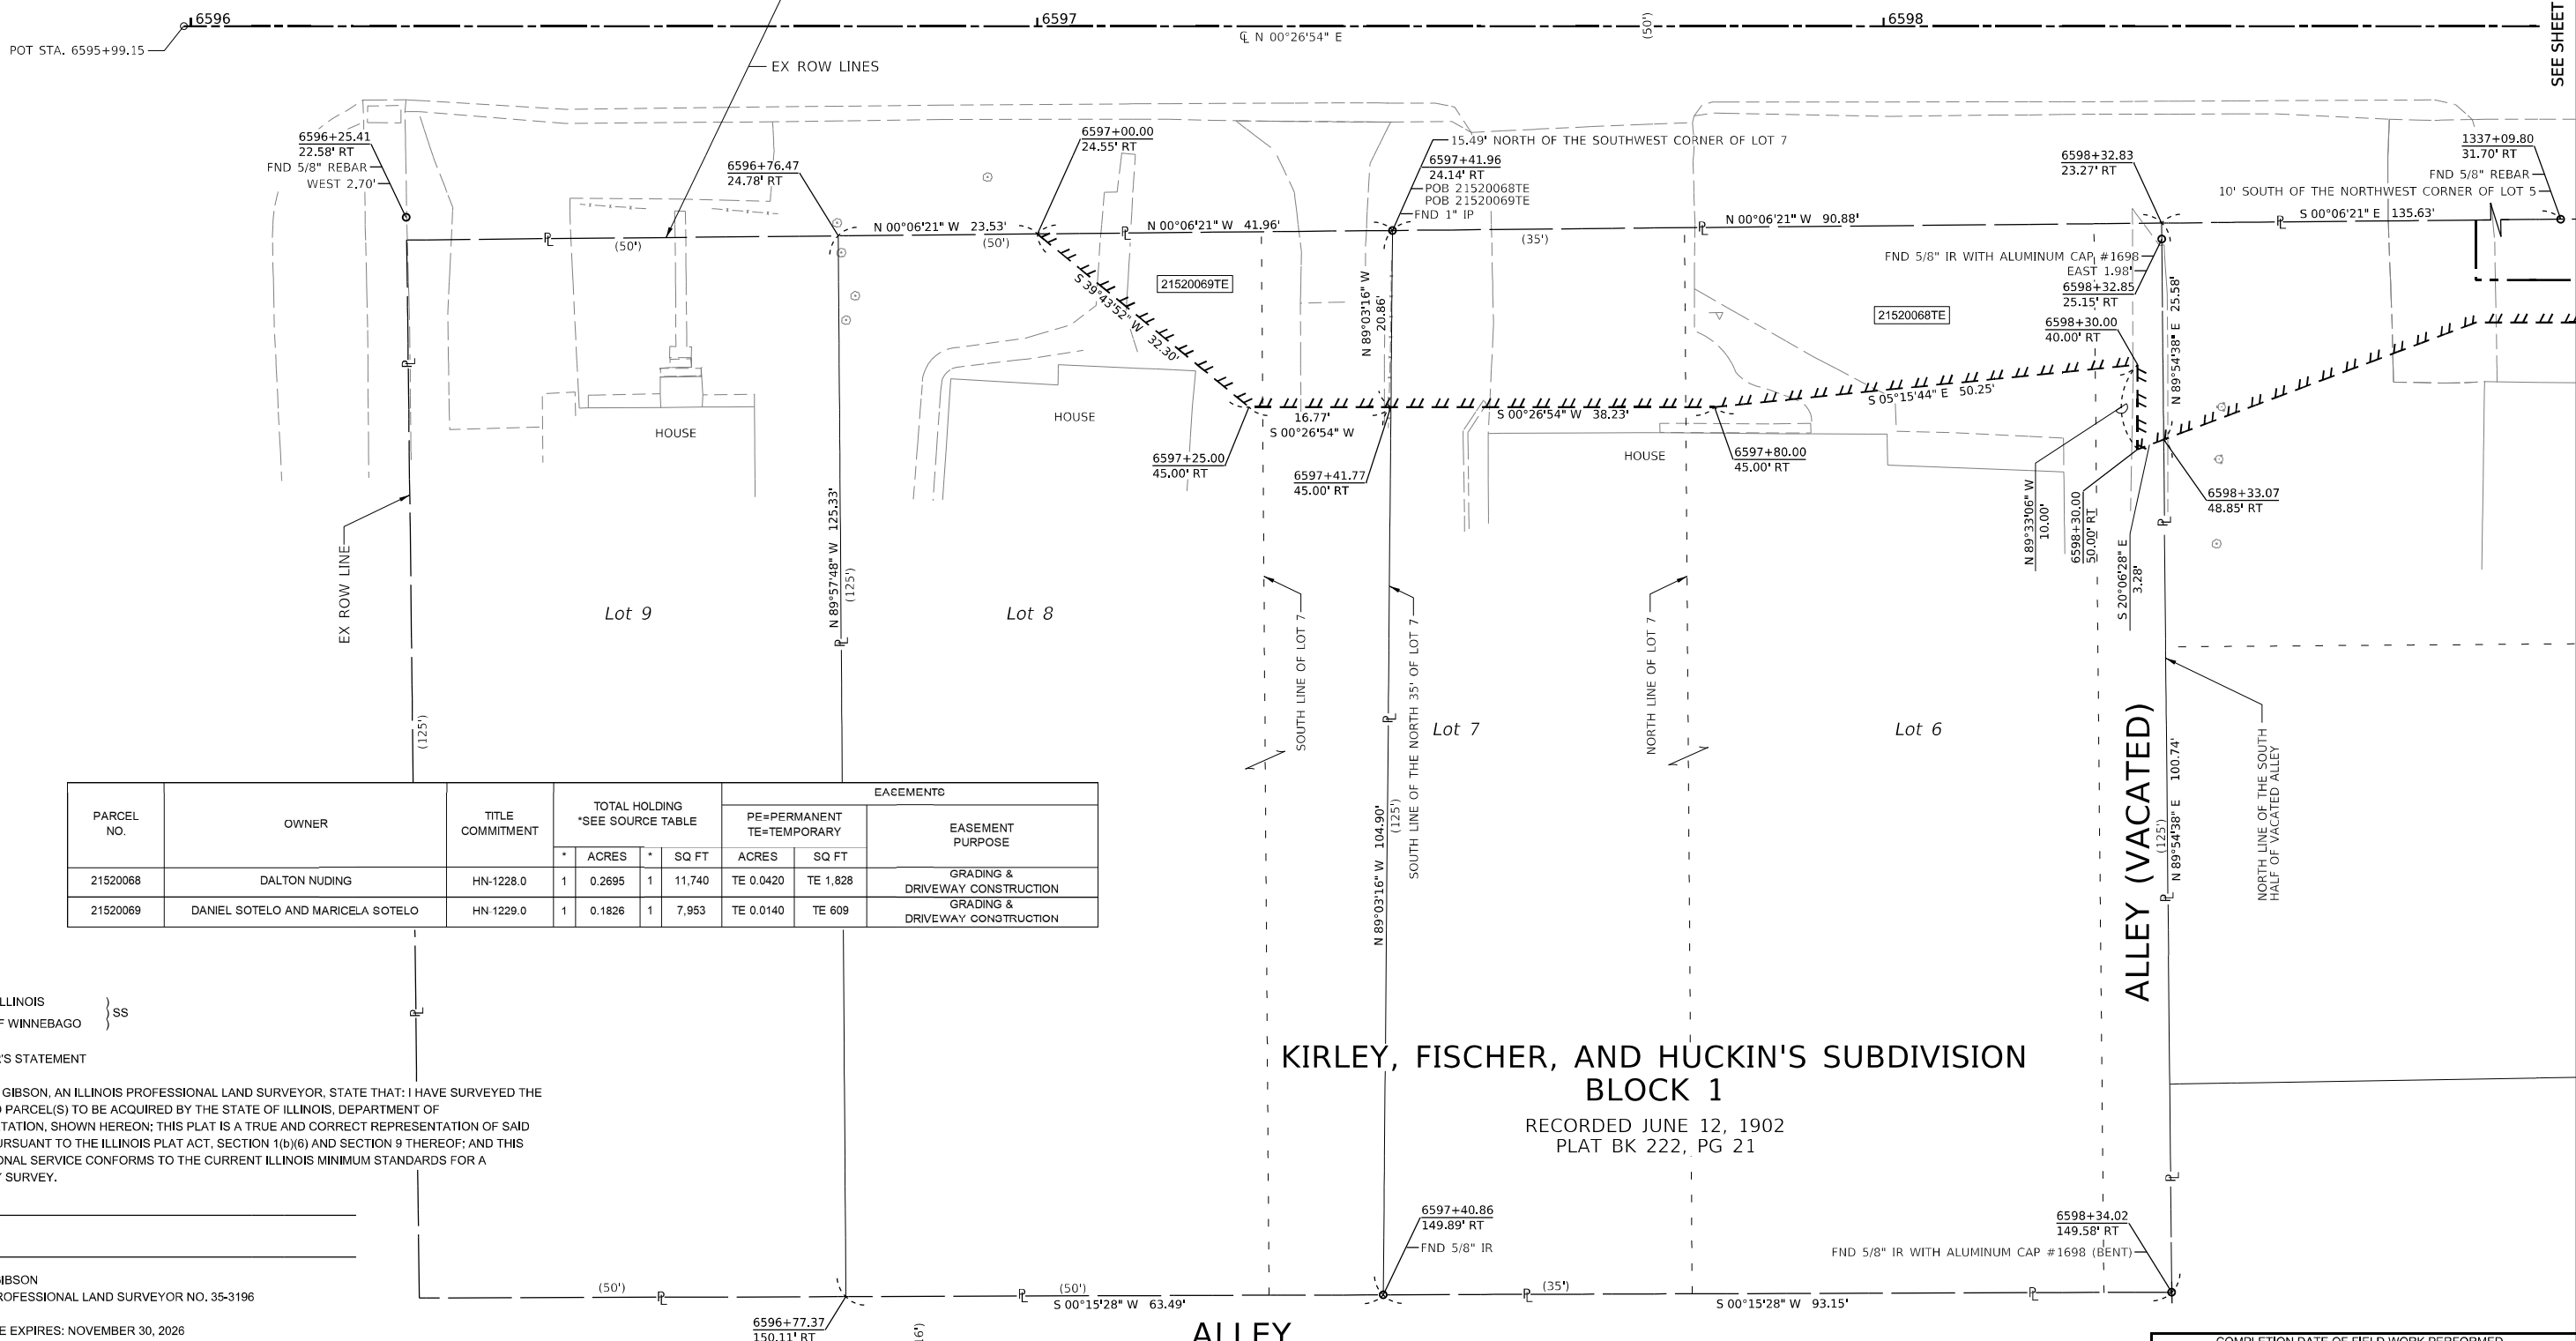 6596
6597
6598
POT STA. 6595+99.15
℄ N 00°26'54" E
(50')
SEE SHEET
EX ROW LINES
6596+25.41
22.58' RT
FND 5/8" REBAR
WEST 2.70'
6596+76.47
24.78' RT
6597+00.00
24.55' RT
15.49' NORTH OF THE SOUTHWEST CORNER OF LOT 7
6597+41.96
24.14' RT
POB 21520068TE
POB 21520069TE
FND 1" IP
6598+32.83
23.27' RT
1337+09.80
31.70' RT
FND 5/8" REBAR
10' SOUTH OF THE NORTHWEST CORNER OF LOT 5
(50')
N 00°06'21" W 23.53'
(50')
N 00°06'21" W 41.96'
(35')
N 00°06'21" W 90.88'
S 00°06'21" E 135.63'
FND 5/8" IR WITH ALUMINUM CAP #1698
EAST 1.98'
6598+32.85
25.15' RT
21520069TE
21520068TE
S 39°43'52" W 32.30'
N 89°03'16" W
20.86'
6598+30.00
40.00' RT
N 89°54'38" E 25.58'
16.77'
S 00°26'54" W
S 00°26'54" W 38.23'
S 05°15'44" E 50.25'
HOUSE
HOUSE
HOUSE
6597+25.00
45.00' RT
6597+41.77
45.00' RT
6597+80.00
45.00' RT
6598+33.07
48.85' RT
N 89°33'06" W
10.00'
6598+30.00
50.00' RT
S 20°06'28" E
3.28'
EX ROW LINE
N 89°57'48" W 125.33'
(125')
Lot 9
Lot 8
SOUTH LINE OF LOT 7
SOUTH LINE OF THE NORTH 35' OF LOT 7
NORTH LINE OF LOT 7
Lot 7
Lot 6
(125')
N 89°03'16" W 104.90'
(125')
ALLEY (VACATED)
(125')
N 89°54'38" E 100.74'
NORTH LINE OF THE SOUTH
HALF OF VACATED ALLEY
PARCEL
NO.
OWNER
TITLE
COMMITMENT
TOTAL HOLDING
*SEE SOURCE TABLE
EASEMENTS
PE=PERMANENT
TE=TEMPORARY
EASEMENT
PURPOSE
* ACRES * SQ FT ACRES SQ FT
21520068 DALTON NUDING HN-1228.0 1 0.2695 1 11,740 TE 0.0420 TE 1,828 GRADING &
DRIVEWAY CONSTRUCTION
21520069 DANIEL SOTELO AND MARICELA SOTELO HN-1229.0 1 0.1826 1 7,953 TE 0.0140 TE 609 GRADING &
DRIVEWAY CONSTRUCTION
LLINOIS
F WINNEBAGO
SS
'S STATEMENT
GIBSON, AN ILLINOIS PROFESSIONAL LAND SURVEYOR, STATE THAT: I HAVE SURVEYED THE
PARCEL(S) TO BE ACQUIRED BY THE STATE OF ILLINOIS, DEPARTMENT OF
TATION, SHOWN HEREON; THIS PLAT IS A TRUE AND CORRECT REPRESENTATION OF SAID
URSUANT TO THE ILLINOIS PLAT ACT, SECTION 1(b)(6) AND SECTION 9 THEREOF; AND THIS
ONAL SERVICE CONFORMS TO THE CURRENT ILLINOIS MINIMUM STANDARDS FOR A
Y SURVEY.
KIRLEY, FISCHER, AND HUCKIN'S SUBDIVISION
BLOCK 1
RECORDED JUNE 12, 1902
PLAT BK 222, PG 21
GIBSON
ROFESSIONAL LAND SURVEYOR NO. 35-3196
E EXPIRES: NOVEMBER 30, 2026
6597+40.86
149.89' RT
FND 5/8" IR
6598+34.02
149.58' RT
FND 5/8" IR WITH ALUMINUM CAP #1698 (BENT)
(50')
(50')
S 00°15'28" W 63.49'
(35')
S 00°15'28" W 93.15'
6596+77.37
150.11' RT
16')
ALLEY
COMPLETION DATE OF FIELD WORK PERFORMED